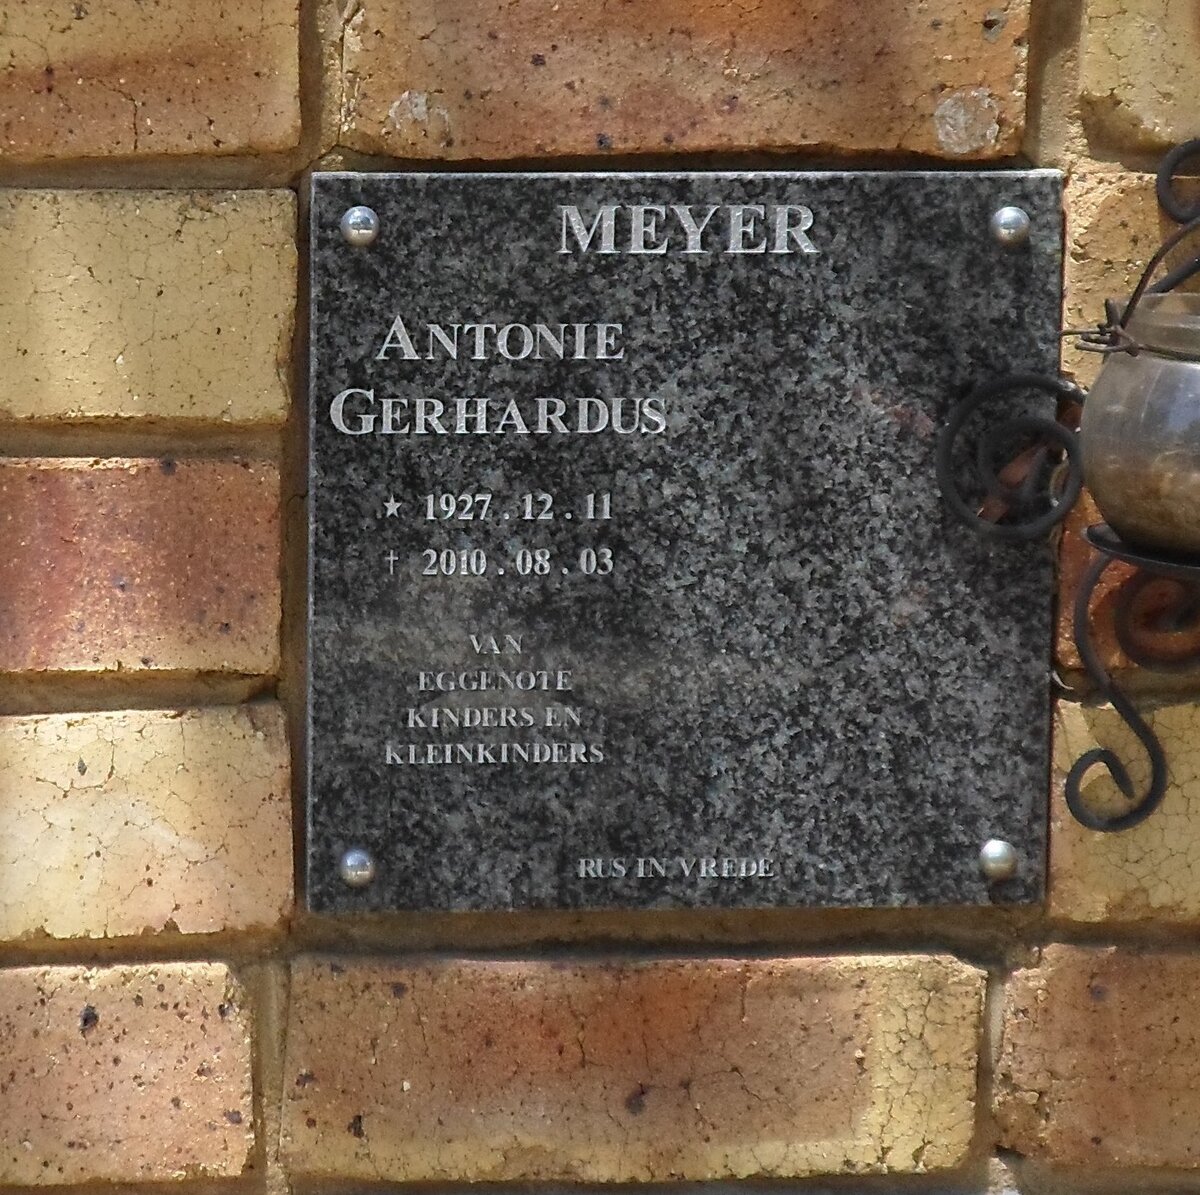 MEYER
ANTONIE
GERHARDUS
★ 1927 . 12 . 11
† 2010 . 08 . 03
VAN
EGGENOTE
KINDERS EN
KLEINKINDERS
RUS IN VREDE